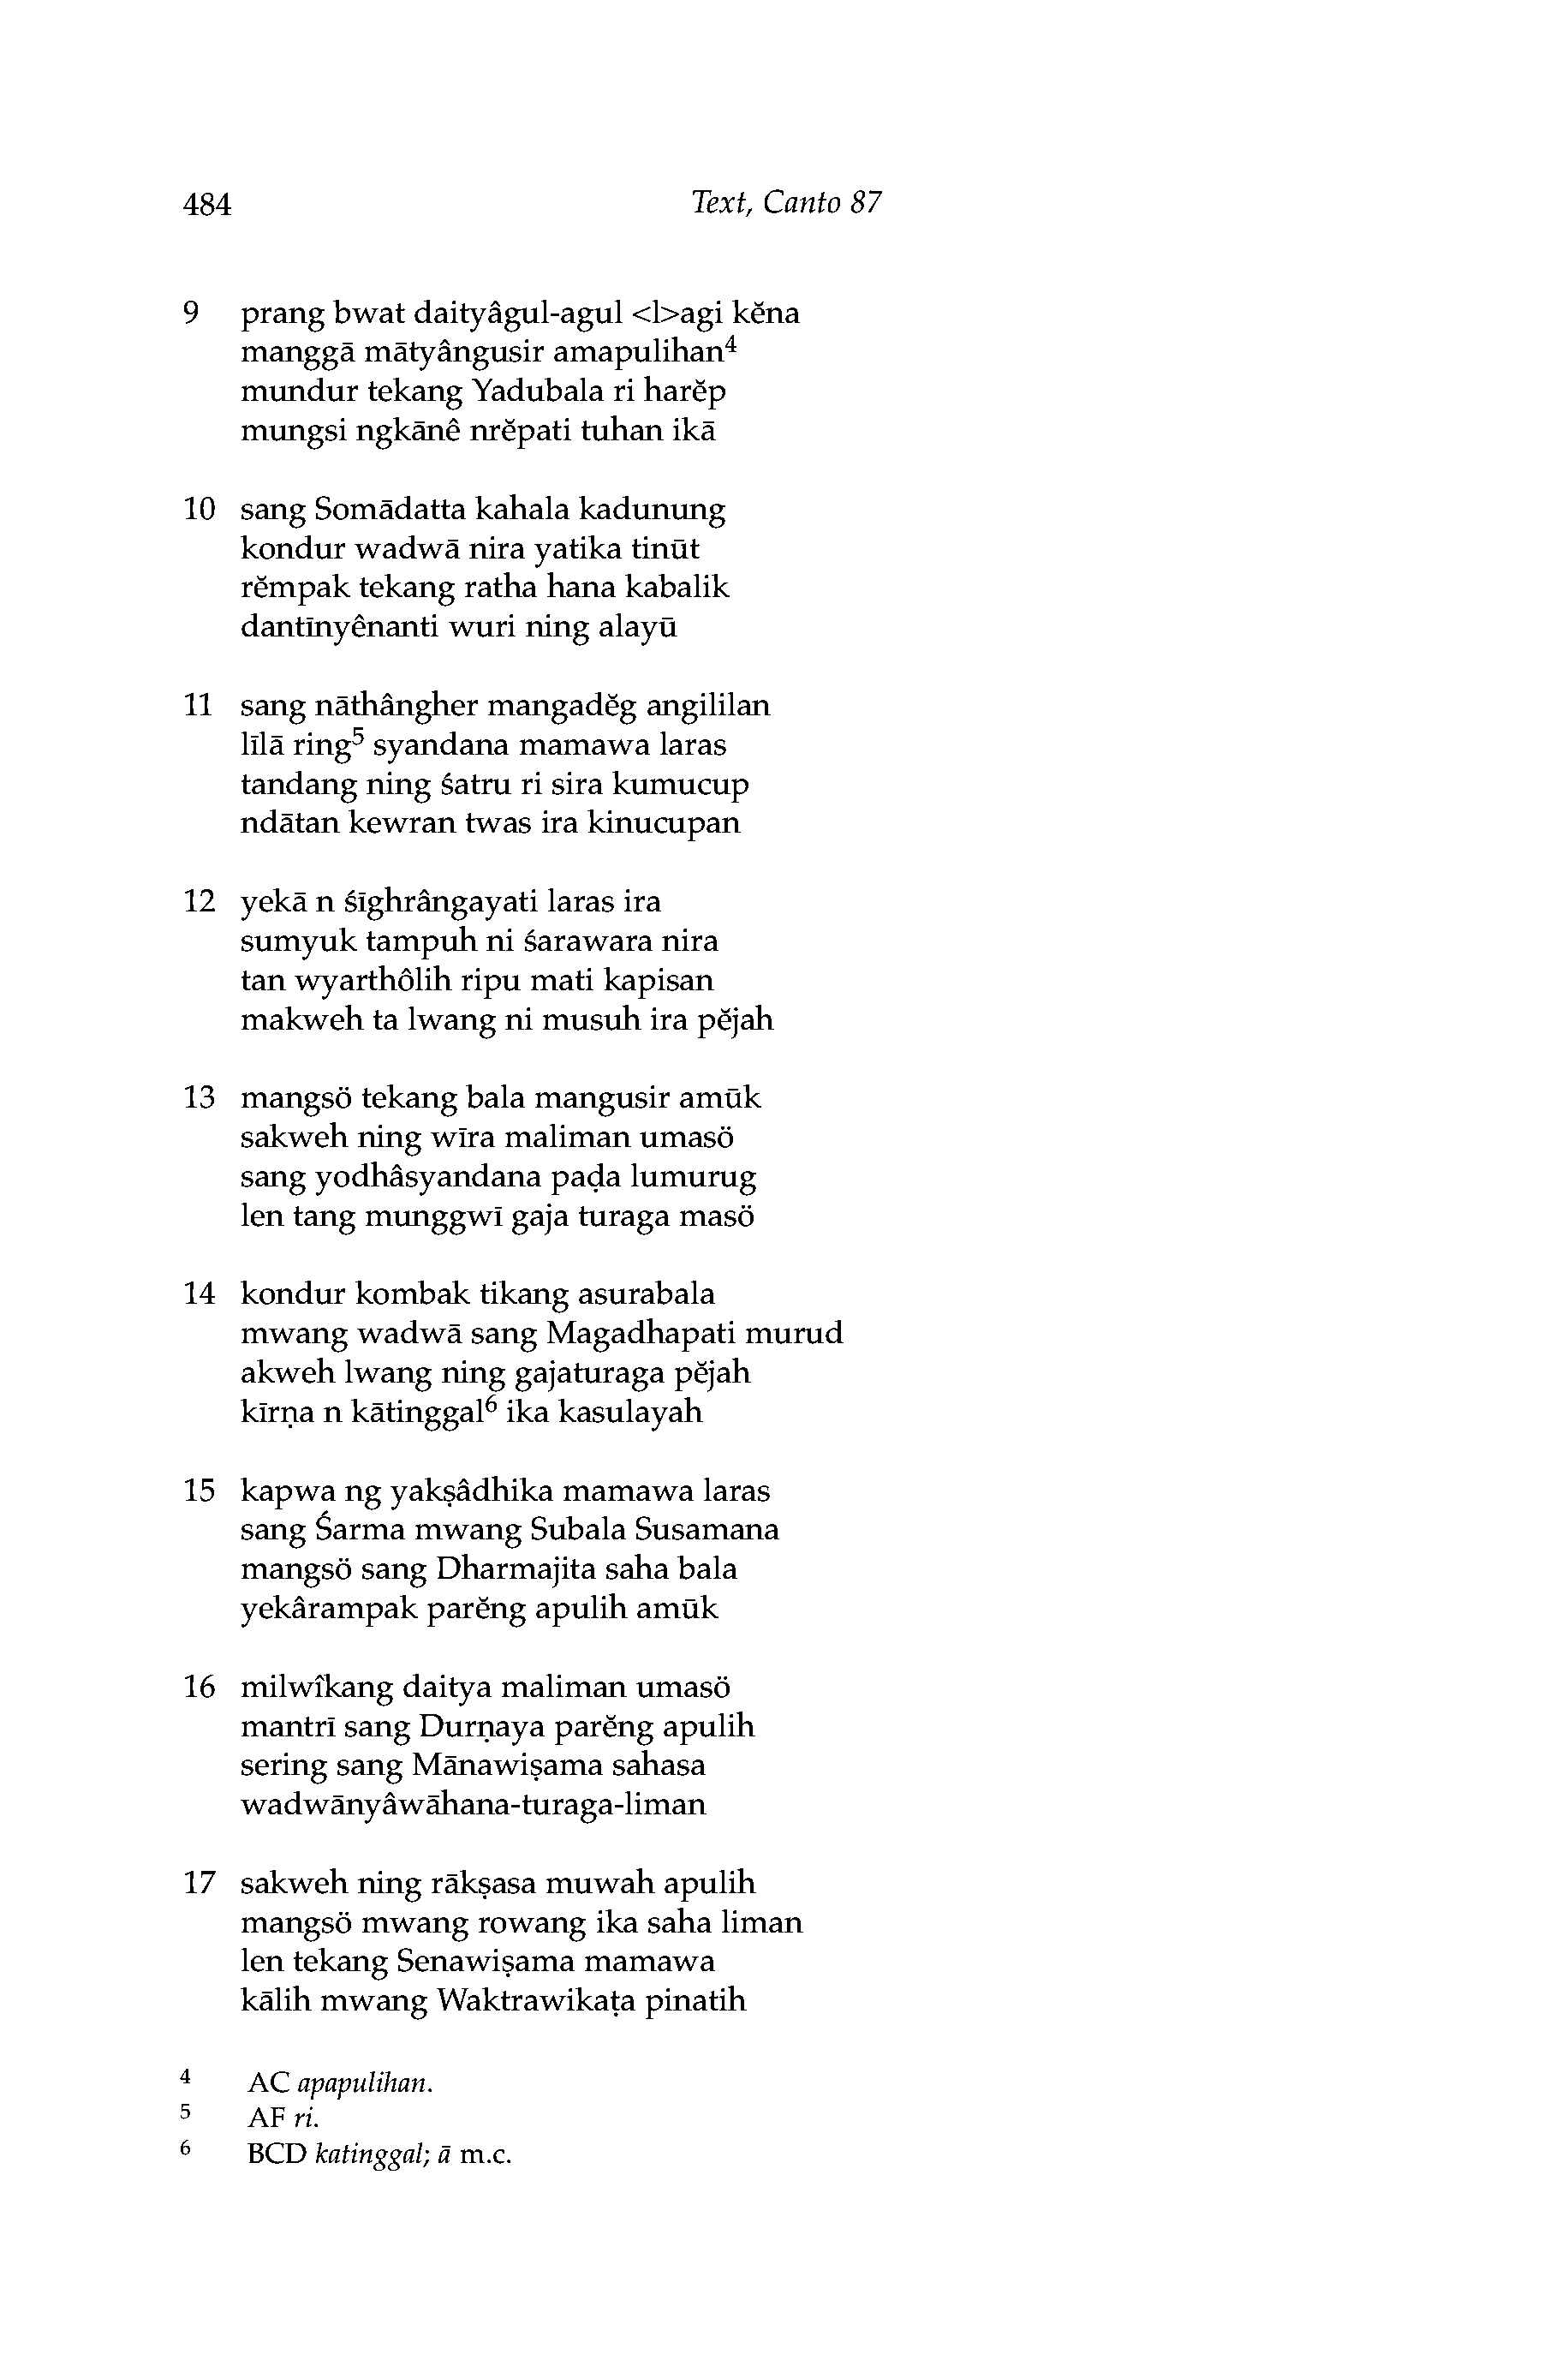 484 Text, Canto 87
9 prang bwat daityâgul-agul <l>agi kĕna
manggā mātyângusir amapulihan⁴
mundur tekang Yadubala ri harĕp
mungsi ngkānê nrĕpati tuhan ikā
10 sang Somādatta kahala kadunung
kondur wadwā nira yatika tinūt
rĕmpak tekang ratha hana kabalik
dantīnyênanti wuri ning alayū
11 sang nāthângher mangadĕg angililan
līlā ring⁵ syandana mamawa laras
tandang ning śatru ri sira kumucup
ndātan kewran twas ira kinucupan
12 yekā n śīghrângayati laras ira
sumyuk tampuh ni śarawara nira
tan wyarthôlih ripu mati kapisan
makweh ta lwang ni musuh ira pĕjah
13 mangsö tekang bala mangusir amūk
sakweh ning wīra maliman umasö
sang yodhâsyandana paḍa lumurug
len tang munggwī gaja turaga masö
14 kondur kombak tikang asurabala
mwang wadwā sang Magadhapati murud
akweh lwang ning gajaturaga pĕjah
kīrṇa n kātinggal⁶ ika kasulayah
15 kapwa ng yakṣâdhika mamawa laras
sang Śarma mwang Subala Susamana
mangsö sang Dharmajita saha bala
yekârampak parĕng apulih amūk
16 milwîkang daitya maliman umasö
mantrī sang Durṇaya parĕng apulih
sering sang Mānawiṣama sahasa
wadwānyâwāhana-turaga-liman
17 sakweh ning rākṣasa muwah apulih
mangsö mwang rowang ika saha liman
len tekang Senawiṣama mamawa
kālih mwang Waktrawikaṭa pinatih
4 AC apapulihan.
5 AF ri.
6 BCD katinggal; ā m.c.